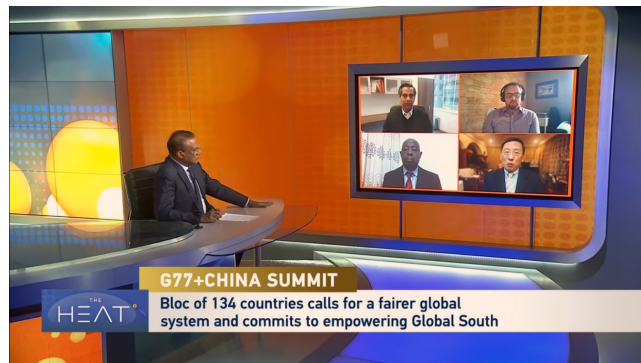 G77+CHINA SUMMIT
THE
HEAT
Bloc of 134 countries calls for a fairer global
system and commits to empowering Global South